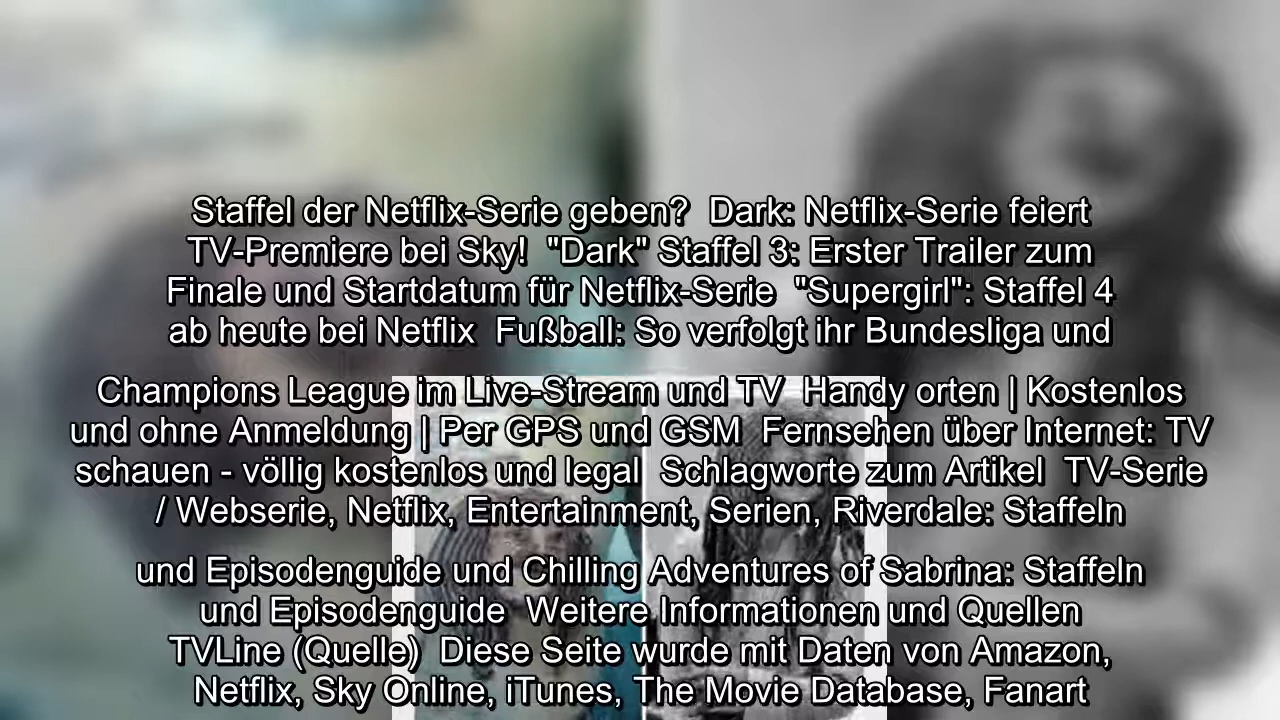 Staffel der Netflix-Serie geben?  Dark: Netflix-Serie feiert
TV-Premiere bei Sky!  "Dark" Staffel 3: Erster Trailer zum
Finale und Startdatum für Netflix-Serie  "Supergirl": Staffel 4
ab heute bei Netflix  Fußball: So verfolgt ihr Bundesliga und
Champions League im Live-Stream und TV  Handy orten | Kostenlos
und ohne Anmeldung | Per GPS und GSM  Fernsehen über Internet: TV
schauen - völlig kostenlos und legal  Schlagworte zum Artikel  TV-Serie
/ Webserie, Netflix, Entertainment, Serien, Riverdale: Staffeln
und Episodenguide und Chilling Adventures of Sabrina: Staffeln
und Episodenguide  Weitere Informationen und Quellen
TVLine (Quelle)  Diese Seite wurde mit Daten von Amazon,
Netflix, Sky Online, iTunes, The Movie Database, Fanart